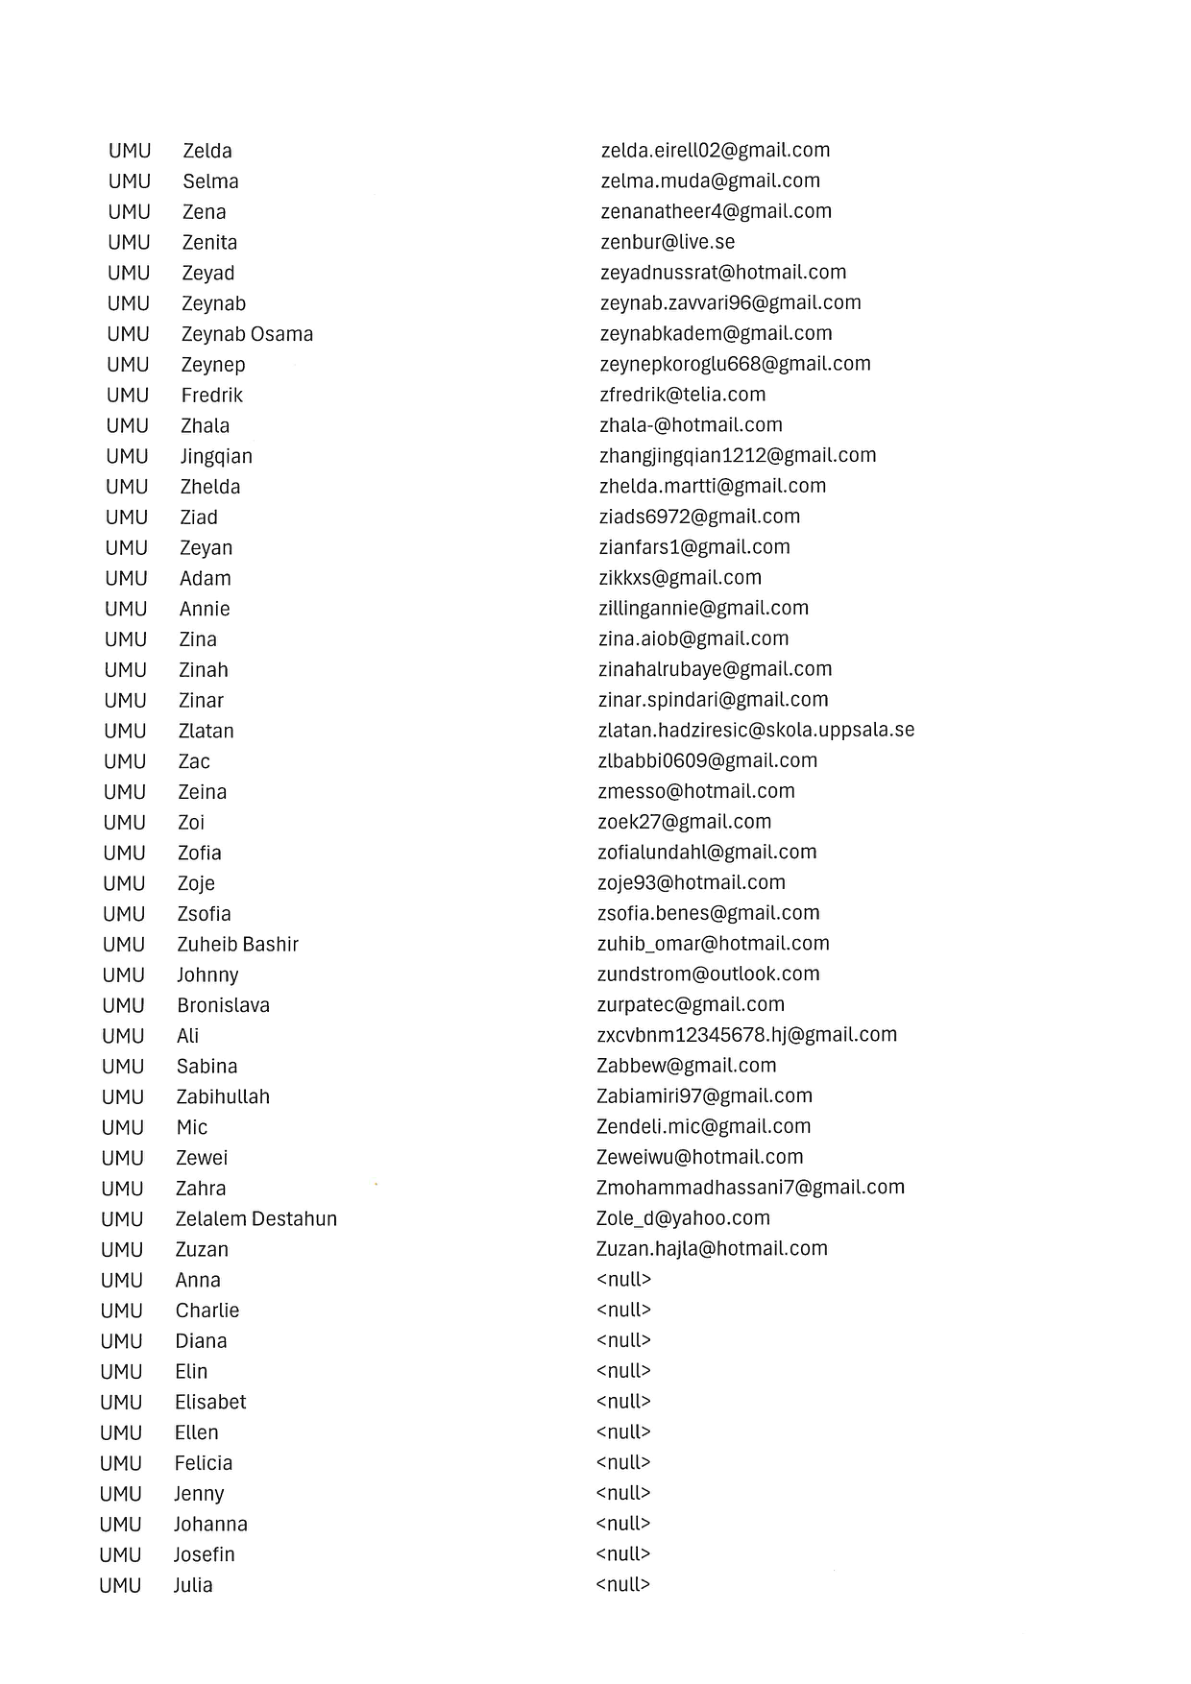 UMU Zelda zelda.eirell02@gmail.com
UMU Selma zelma.muda@gmail.com
UMU Zena zenanatheer4@gmail.com
UMU Zenita zenbur@live.se
UMU Zeyad zeyadnussrat@hotmail.com
UMU Zeynab zeynab.zavvari96@gmail.com
UMU Zeynab Osama zeynabkadem@gmail.com
UMU Zeynep zeynepkoroglu668@gmail.com
UMU Fredrik zfredrik@telia.com
UMU Zhala zhala-@hotmail.com
UMU Jingqian zhangjingqian1212@gmail.com
UMU Zhelda zhelda.martti@gmail.com
UMU Ziad ziads6972@gmail.com
UMU Zeyan zianfars1@gmail.com
UMU Adam zikkxs@gmail.com
UMU Annie zillingannie@gmail.com
UMU Zina zina.aiob@gmail.com
UMU Zinah zinahalrubaye@gmail.com
UMU Zinar zinar.spindari@gmail.com
UMU Zlatan zlatan.hadziresic@skola.uppsala.se
UMU Zac zlbabbi0609@gmail.com
UMU Zeina zmesso@hotmail.com
UMU Zoi zoek27@gmail.com
UMU Zofia zofialundahl@gmail.com
UMU Zoje zoje93@hotmail.com
UMU Zsofia zsofia.benes@gmail.com
UMU Zuheib Bashir zuhib_omar@hotmail.com
UMU Johnny zundstrom@outlook.com
UMU Bronislava zurpatec@gmail.com
UMU Ali zxcvbnm12345678.hj@gmail.com
UMU Sabina Zabbew@gmail.com
UMU Zabihullah Zabiamiri97@gmail.com
UMU Mic Zendeli.mic@gmail.com
UMU Zewei Zeweiwu@hotmail.com
UMU Zahra Zmohammadhassani7@gmail.com
UMU Zelalem Destahun Zole_d@yahoo.com
UMU Zuzan Zuzan.hajla@hotmail.com
UMU Anna <null>
UMU Charlie <null>
UMU Diana <null>
UMU Elin <null>
UMU Elisabet <null>
UMU Ellen <null>
UMU Felicia <null>
UMU Jenny <null>
UMU Johanna <null>
UMU Josefin <null>
UMU Julia <null>